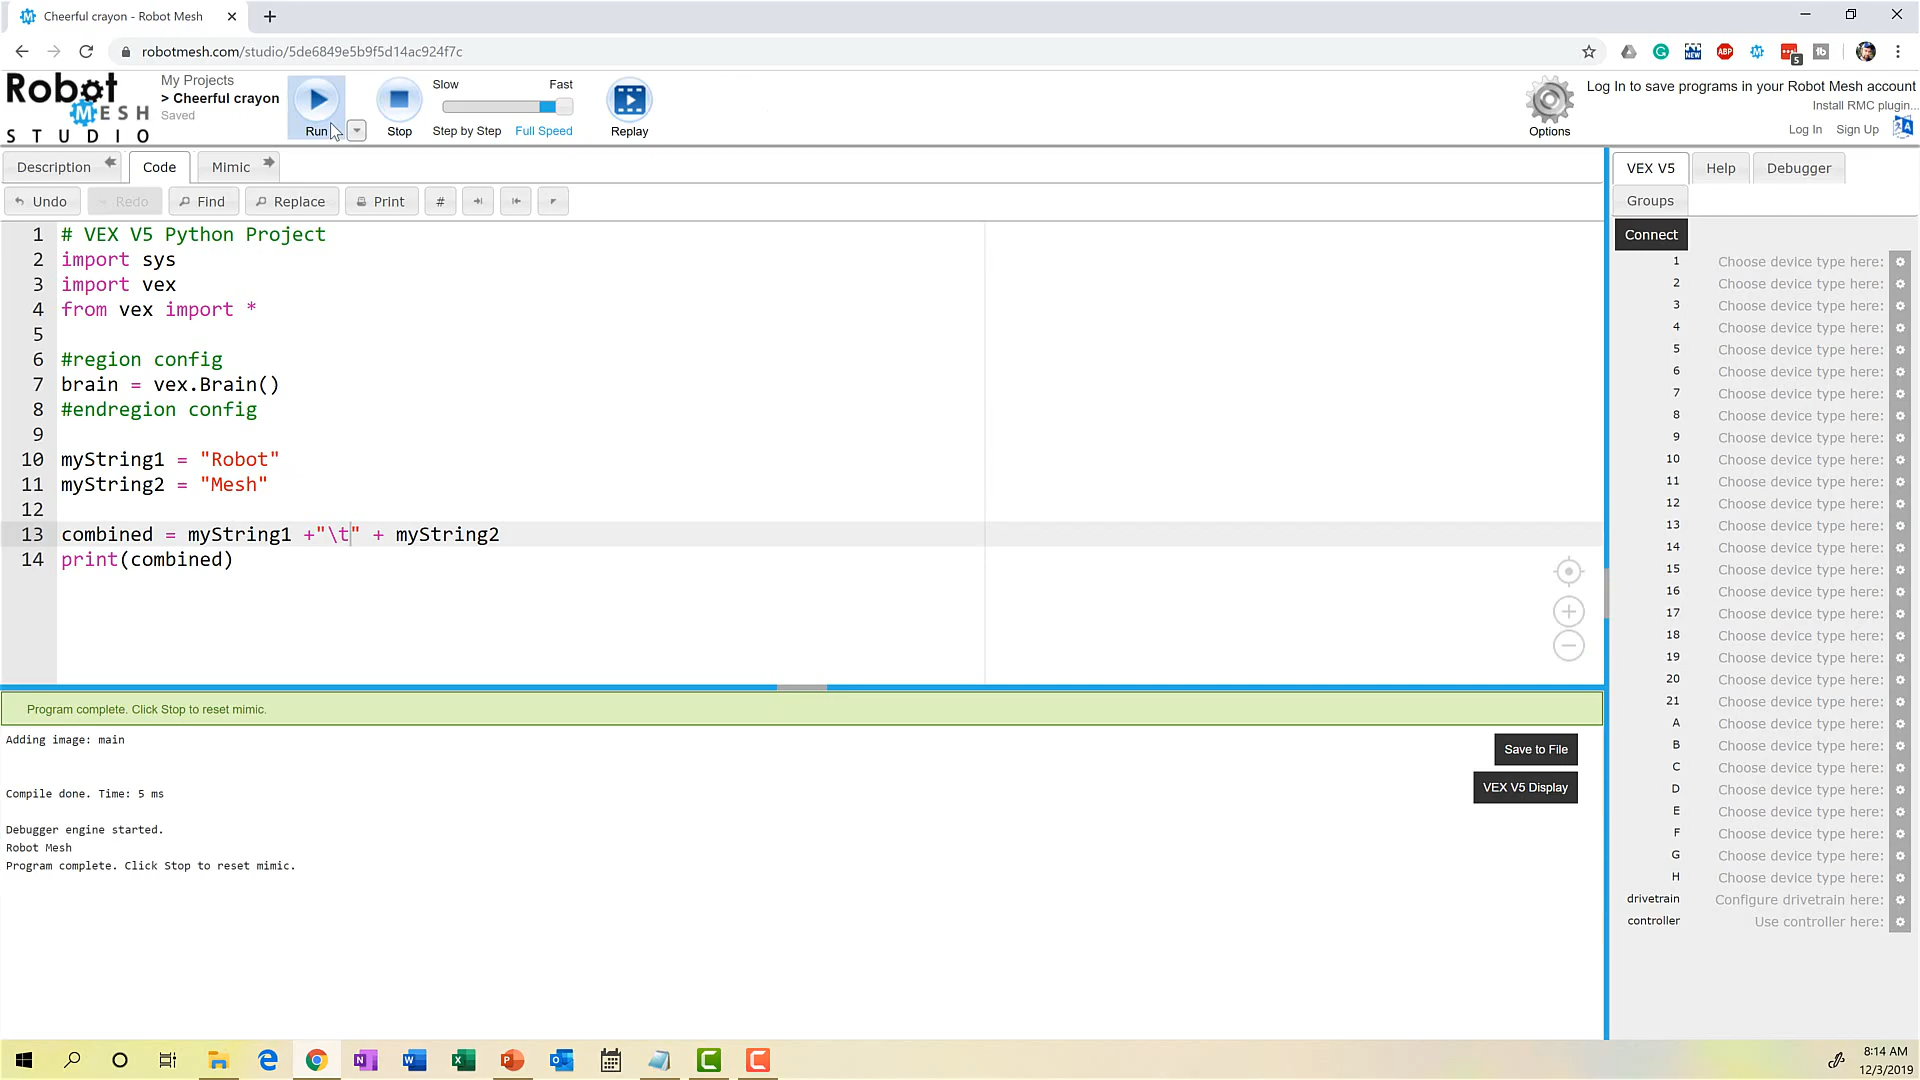 Cheerful crayon - Robot Mesh
robotmesh.com/studio/5de6849e5b9f5d14ac924f7c
ABP
NEW
5
tb
Robot
MESH
STUDIO
My Projects
> Cheerful crayon
Saved
Run
Stop
Slow
Fast
Step by Step
Full Speed
Replay
Options
Log In to save programs in your Robot Mesh account
Install RMC plugin...
Log In
Sign Up
Description
Code
Mimic
Undo
Redo
Find
Replace
Print
#
1 # VEX V5 Python Project
2 import sys
3 import vex
4 from vex import *
5
6 #region config
7 brain = vex.Brain()
8 #endregion config
9
10 myString1 = "Robot"
11 myString2 = "Mesh"
12
13 combined = myString1 +"\t" + myString2
14 print(combined)
Program complete. Click Stop to reset mimic.
Adding image: main
Compile done. Time: 5 ms
Debugger engine started.
Robot Mesh
Program complete. Click Stop to reset mimic.
Save to File
VEX V5 Display
VEX V5
Help
Debugger
Groups
Connect
1 Choose device type here:
2 Choose device type here:
3 Choose device type here:
4 Choose device type here:
5 Choose device type here:
6 Choose device type here:
7 Choose device type here:
8 Choose device type here:
9 Choose device type here:
10 Choose device type here:
11 Choose device type here:
12 Choose device type here:
13 Choose device type here:
14 Choose device type here:
15 Choose device type here:
16 Choose device type here:
17 Choose device type here:
18 Choose device type here:
19 Choose device type here:
20 Choose device type here:
21 Choose device type here:
A Choose device type here:
B Choose device type here:
C Choose device type here:
D Choose device type here:
E Choose device type here:
F Choose device type here:
G Choose device type here:
H Choose device type here:
drivetrain Configure drivetrain here:
controller Use controller here:
8:14 AM
12/3/2019